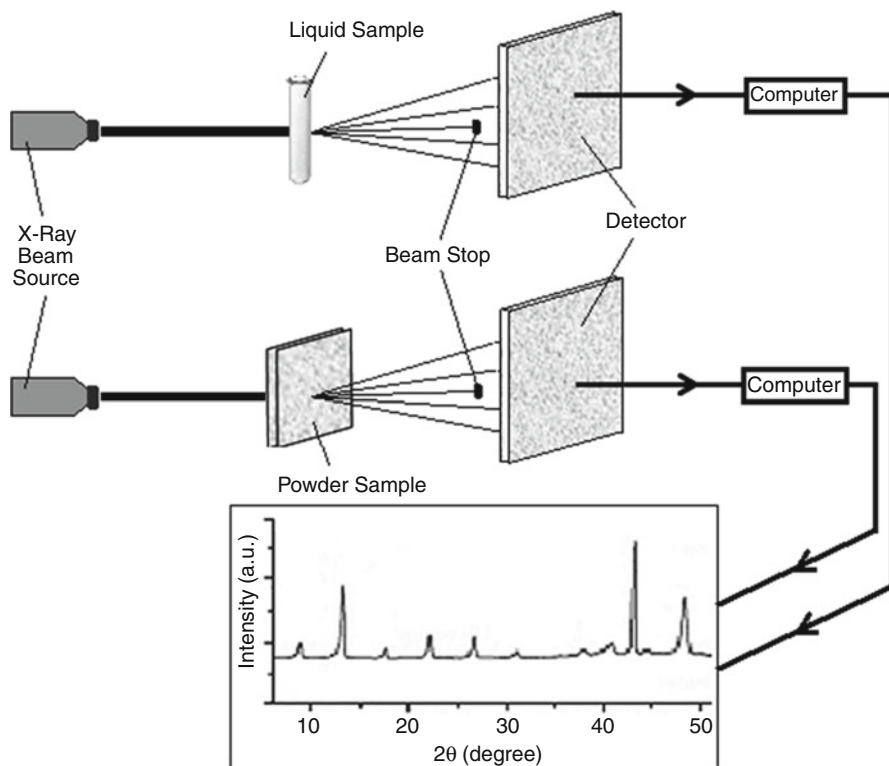 Liquid Sample
Computer
X-Ray
Beam
Source
Beam Stop
Detector
Computer
Powder Sample
Intensity (a.u.)
10 20 30 40 50
2θ (degree)